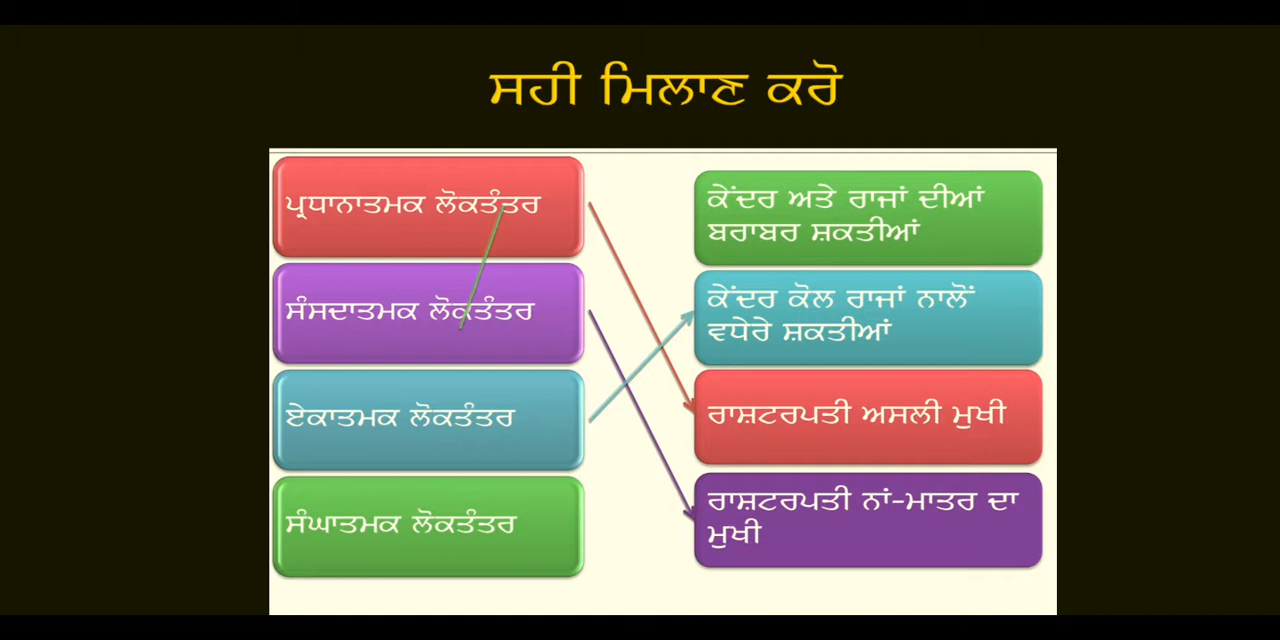 ਸਹੀ ਮਿਲਾਣ ਕਰੋ
ਪ੍ਰਧਾਨਾਤਮਕ ਲੋਕਤੰਤਰ
ਸੰਸਦਾਤਮਕ ਲੋਕਤੰਤਰ
ਏਕਾਤਮਕ ਲੋਕਤੰਤਰ
ਸੰਘਾਤਮਕ ਲੋਕਤੰਤਰ
ਕੇਂਦਰ ਅਤੇ ਰਾਜਾਂ ਦੀਆਂ
ਬਰਾਬਰ ਸ਼ਕਤੀਆਂ
ਕੇਂਦਰ ਕੋਲ ਰਾਜਾਂ ਨਾਲੋਂ
ਵਧੇਰੇ ਸ਼ਕਤੀਆਂ
ਰਾਸ਼ਟਰਪਤੀ ਅਸਲੀ ਮੁਖੀ
ਰਾਸ਼ਟਰਪਤੀ ਨਾਂ-ਮਾਤਰ ਦਾ
ਮੁਖੀ